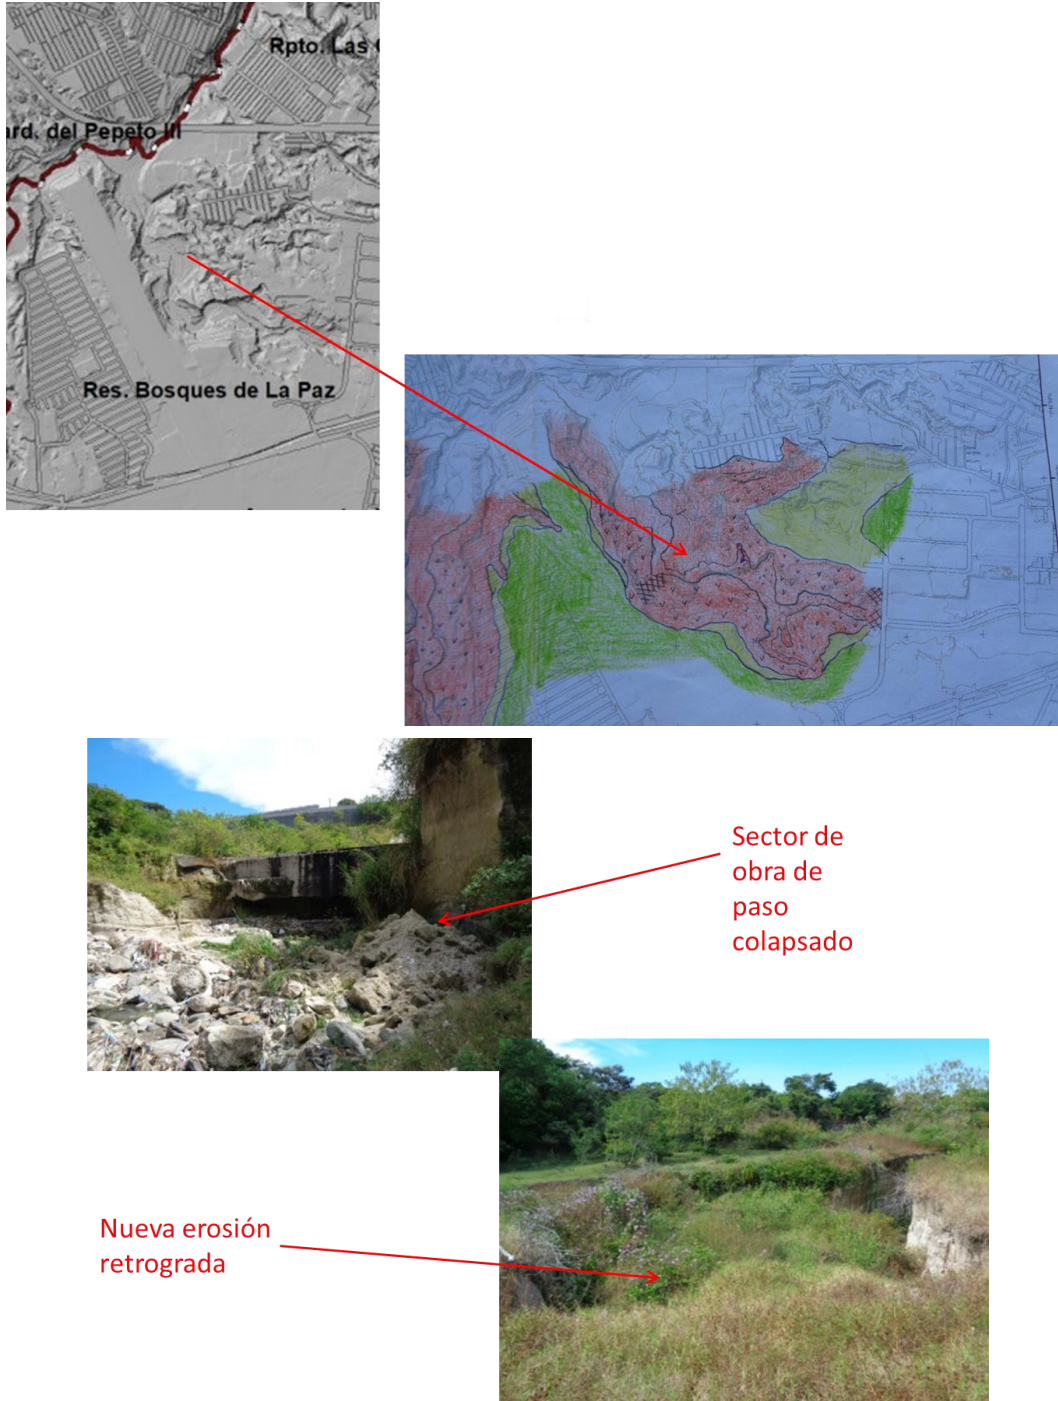 Rpto. Las
ard. del Pepeto III
Res. Bosques de La Paz
Sector de
obra de
paso
colapsado
Nueva erosión
retrograda